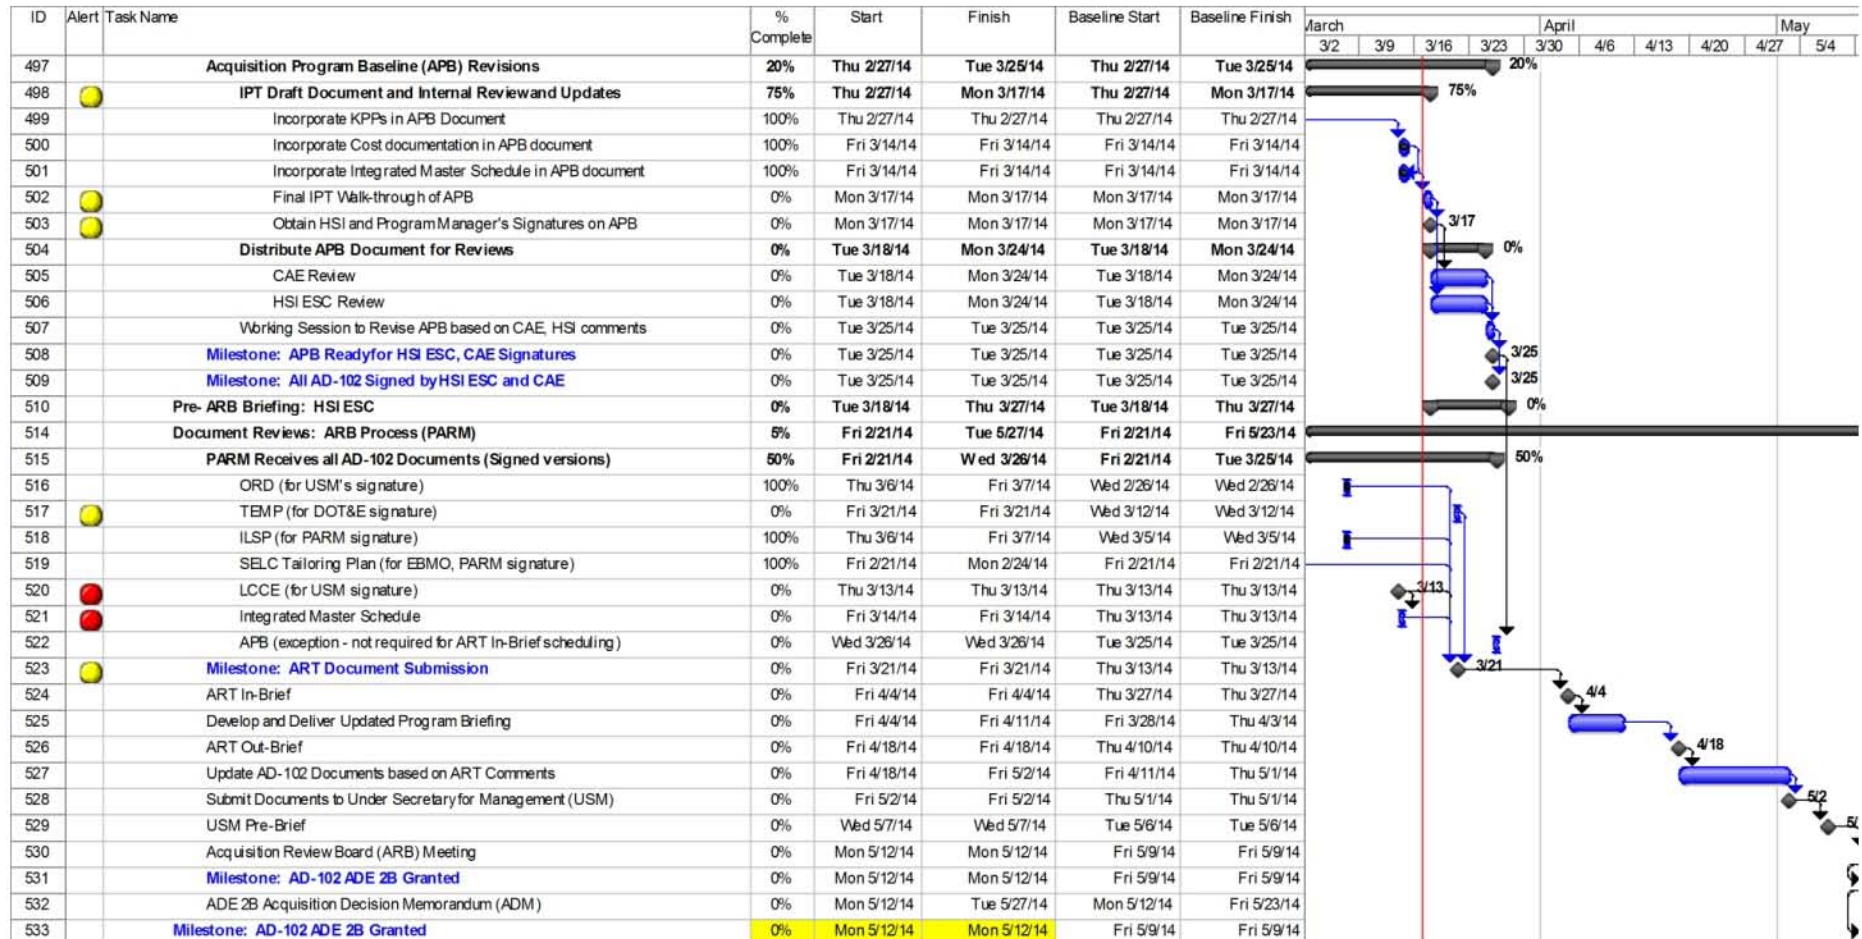 ID Alert Task Name % Complete Start Finish Baseline Start Baseline Finish March April May
3/2 3/9 3/16 3/23 3/30 4/6 4/13 4/20 4/27 5/4
497 Acquisition Program Baseline (APB) Revisions 20% Thu 2/27/14 Tue 3/25/14 Thu 2/27/14 Tue 3/25/14 20%
498 IPT Draft Document and Internal Reviewand Updates 75% Thu 2/27/14 Mon 3/17/14 Thu 2/27/14 Mon 3/17/14 75%
499 Incorporate KPPs in APB Document 100% Thu 2/27/14 Thu 2/27/14 Thu 2/27/14 Thu 2/27/14
500 Incorporate Cost documentation in APB document 100% Fri 3/14/14 Fri 3/14/14 Fri 3/14/14 Fri 3/14/14
501 Incorporate Integrated Master Schedule in APB document 100% Fri 3/14/14 Fri 3/14/14 Fri 3/14/14 Fri 3/14/14
502 Final IPT Walk-through of APB 0% Mon 3/17/14 Mon 3/17/14 Mon 3/17/14 Mon 3/17/14
503 Obtain HSI and Program Manager's Signatures on APB 0% Mon 3/17/14 Mon 3/17/14 Mon 3/17/14 Mon 3/17/14 3/17
504 Distribute APB Document for Reviews 0% Tue 3/18/14 Mon 3/24/14 Tue 3/18/14 Mon 3/24/14 0%
505 CAE Review 0% Tue 3/18/14 Mon 3/24/14 Tue 3/18/14 Mon 3/24/14
506 HSI ESC Review 0% Tue 3/18/14 Mon 3/24/14 Tue 3/18/14 Mon 3/24/14
507 Working Session to Revise APB based on CAE, HSI comments 0% Tue 3/25/14 Tue 3/25/14 Tue 3/25/14 Tue 3/25/14
508 Milestone: APB Ready for HSI ESC, CAE Signatures 0% Tue 3/25/14 Tue 3/25/14 Tue 3/25/14 Tue 3/25/14 3/25
509 Milestone: All AD-102 Signed by HSI ESC and CAE 0% Tue 3/25/14 Tue 3/25/14 Tue 3/25/14 Tue 3/25/14 3/25
510 Pre- ARB Briefing: HSI ESC 0% Tue 3/18/14 Thu 3/27/14 Tue 3/18/14 Thu 3/27/14 0%
514 Document Reviews: ARB Process (PARM) 5% Fri 2/21/14 Tue 5/27/14 Fri 2/21/14 Fri 5/23/14
515 PARM Receives all AD-102 Documents (Signed versions) 50% Fri 2/21/14 Wed 3/26/14 Fri 2/21/14 Tue 3/25/14 50%
516 ORD (for USM's signature) 100% Thu 3/6/14 Fri 3/7/14 Wed 2/26/14 Wed 2/26/14
517 TEMP (for DOT&E signature) 0% Fri 3/21/14 Fri 3/21/14 Wed 3/12/14 Wed 3/12/14
518 ILSP (for PARM signature) 100% Thu 3/6/14 Fri 3/7/14 Wed 3/5/14 Wed 3/5/14
519 SELC Tailoring Plan (for EBMO, PARM signature) 100% Fri 2/21/14 Mon 2/24/14 Fri 2/21/14 Fri 2/21/14
520 LCCE (for USM signature) 0% Thu 3/13/14 Thu 3/13/14 Thu 3/13/14 Thu 3/13/14 3/13
521 Integrated Master Schedule 0% Fri 3/14/14 Fri 3/14/14 Thu 3/13/14 Thu 3/13/14
522 APB (exception - not required for ART In-Brief scheduling) 0% Wed 3/26/14 Wed 3/26/14 Tue 3/25/14 Tue 3/25/14
523 Milestone: ART Document Submission 0% Fri 3/21/14 Fri 3/21/14 Thu 3/13/14 Thu 3/13/14 3/21
524 ART In-Brief 0% Fri 4/4/14 Fri 4/4/14 Thu 3/27/14 Thu 3/27/14 4/4
525 Develop and Deliver Updated Program Briefing 0% Fri 4/4/14 Fri 4/11/14 Fri 3/28/14 Thu 4/3/14
526 ART Out-Brief 0% Fri 4/18/14 Fri 4/18/14 Thu 4/10/14 Thu 4/10/14 4/18
527 Update AD-102 Documents based on ART Comments 0% Fri 4/18/14 Fri 5/2/14 Fri 4/11/14 Thu 5/1/14
528 Submit Documents to Under Secretary for Management (USM) 0% Fri 5/2/14 Fri 5/2/14 Thu 5/1/14 Thu 5/1/14 5/2
529 USM Pre-Brief 0% Wed 5/7/14 Wed 5/7/14 Tue 5/6/14 Tue 5/6/14 5/
530 Acquisition Review Board (ARB) Meeting 0% Mon 5/12/14 Mon 5/12/14 Fri 5/9/14 Fri 5/9/14
531 Milestone: AD-102 ADE 2B Granted 0% Mon 5/12/14 Mon 5/12/14 Fri 5/9/14 Fri 5/9/14
532 ADE 2B Acquisition Decision Memorandum (ADM) 0% Mon 5/12/14 Tue 5/27/14 Mon 5/12/14 Fri 5/23/14
533 Milestone: AD-102 ADE 2B Granted 0% Mon 5/12/14 Mon 5/12/14 Fri 5/9/14 Fri 5/9/14